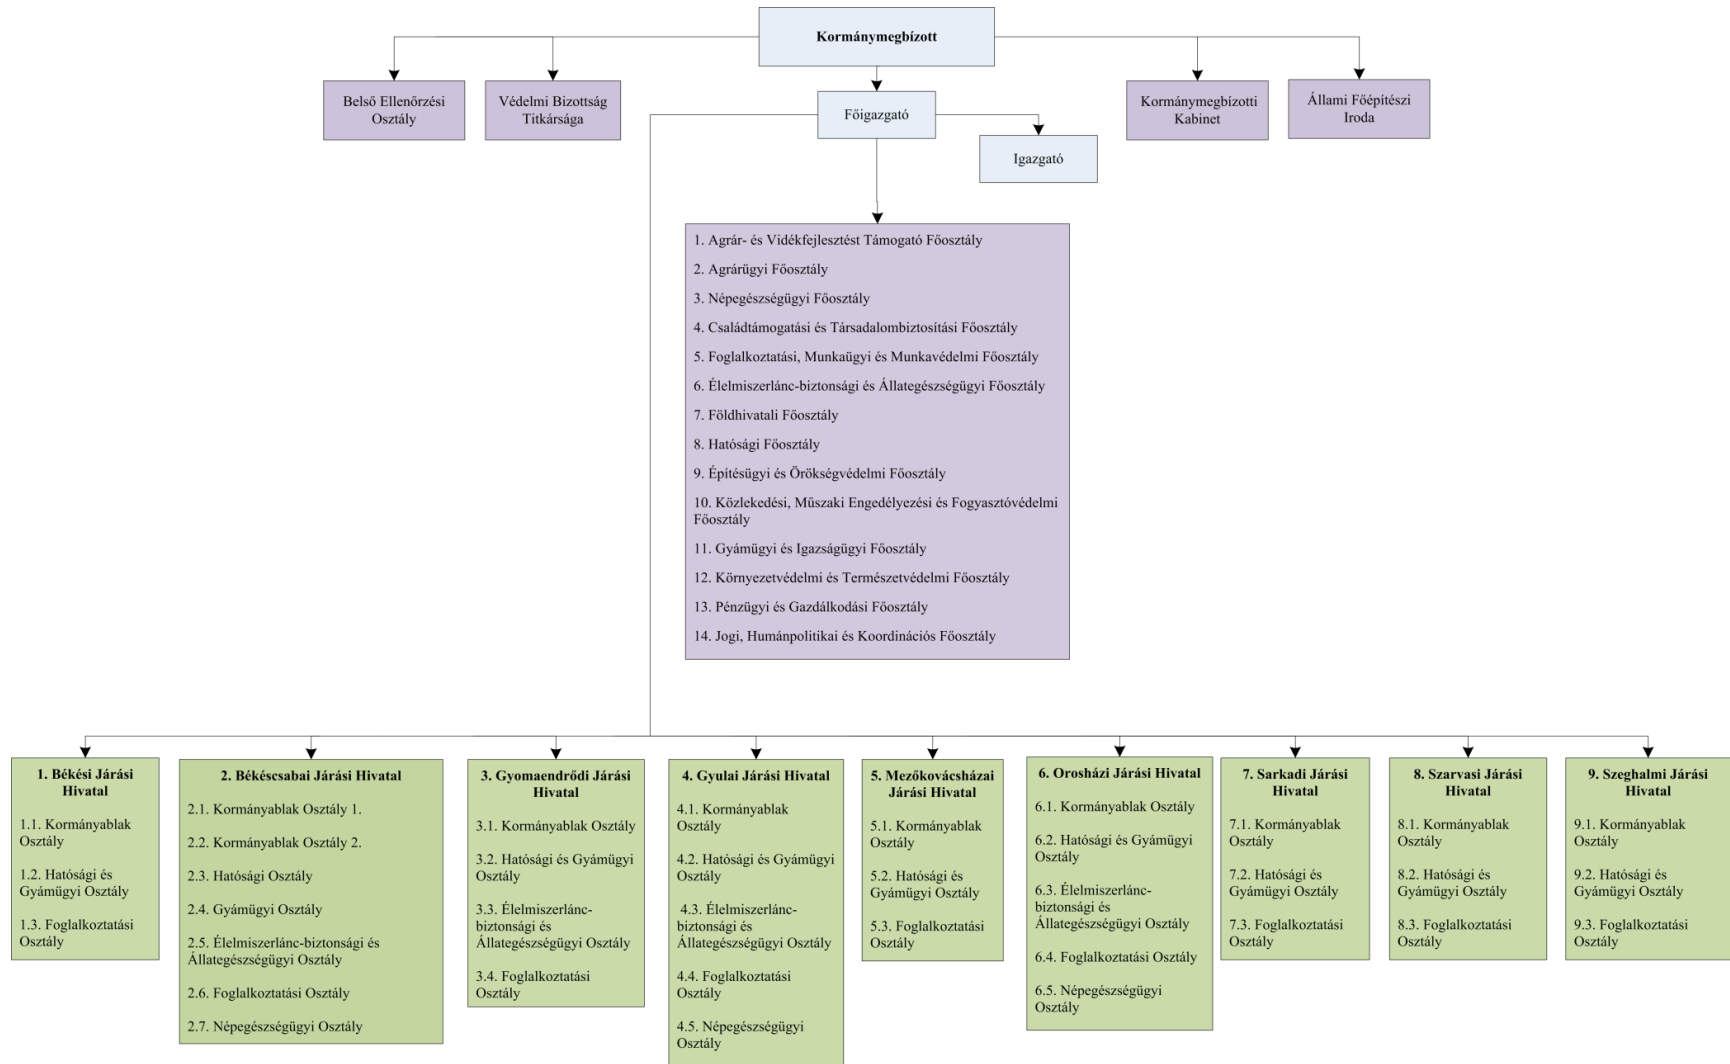 Kormánymegbízott
Belső Ellenőrzési
Osztály
Védelmi Bizottság
Titkársága
Kormánymegbízotti
Kabinet
Állami Főépítészi
Iroda
Főigazgató
Igazgató
1. Agrár- és Vidékfejlesztést Támogató Főosztály
2. Agrárügyi Főosztály
3. Népegészségügyi Főosztály
4. Családtámogatási és Társadalombiztosítási Főosztály
5. Foglalkoztatási, Munkaügyi és Munkavédelmi Főosztály
6. Élelmiszerlánc-biztonsági és Állategészségügyi Főosztály
7. Földhivatali Főosztály
8. Hatósági Főosztály
9. Építésügyi és Örökségvédelmi Főosztály
10. Közlekedési, Műszaki Engedélyezési és Fogyasztóvédelmi
Főosztály
11. Gyámügyi és Igazságügyi Főosztály
12. Környezetvédelmi és Természetvédelmi Főosztály
13. Pénzügyi és Gazdálkodási Főosztály
14. Jogi, Humánpolitikai és Koordinációs Főosztály
1. Békési Járási
Hivatal
1.1. Kormányablak
Osztály
1.2. Hatósági és
Gyámügyi Osztály
1.3. Foglalkoztatási
Osztály
2. Békéscsabai Járási Hivatal
2.1. Kormányablak Osztály 1.
2.2. Kormányablak Osztály 2.
2.3. Hatósági Osztály
2.4. Gyámügyi Osztály
2.5. Élelmiszerlánc-biztonsági és
Állategészségügyi Osztály
2.6. Foglalkoztatási Osztály
2.7. Népegészségügyi Osztály
3. Gyomaendrődi Járási
Hivatal
3.1. Kormányablak Osztály
3.2. Hatósági és Gyámügyi
Osztály
3.3. Élelmiszerlánc-
biztonsági és
Állategészségügyi Osztály
3.4. Foglalkoztatási
Osztály
4. Gyulai Járási Hivatal
4.1. Kormányablak
Osztály
4.2. Hatósági és Gyámügyi
Osztály
4.3. Élelmiszerlánc-
biztonsági és
Állategészségügyi Osztály
4.4. Foglalkoztatási
Osztály
4.5. Népegészségügyi
Osztály
5. Mezőkovácsházai
Járási Hivatal
5.1. Kormányablak
Osztály
5.2. Hatósági és
Gyámügyi Osztály
5.3. Foglalkoztatási
Osztály
6. Orosházi Járási Hivatal
6.1. Kormányablak Osztály
6.2. Hatósági és Gyámügyi
Osztály
6.3. Élelmiszerlánc-
biztonsági és
Állategészségügyi Osztály
6.4. Foglalkoztatási Osztály
6.5. Népegészségügyi
Osztály
7. Sarkadi Járási
Hivatal
7.1. Kormányablak
Osztály
7.2. Hatósági és
Gyámügyi Osztály
7.3. Foglalkoztatási
Osztály
8. Szarvasi Járási
Hivatal
8.1. Kormányablak
Osztály
8.2. Hatósági és
Gyámügyi Osztály
8.3. Foglalkoztatási
Osztály
9. Szeghalmi Járási
Hivatal
9.1. Kormányablak
Osztály
9.2. Hatósági és
Gyámügyi Osztály
9.3. Foglalkoztatási
Osztály